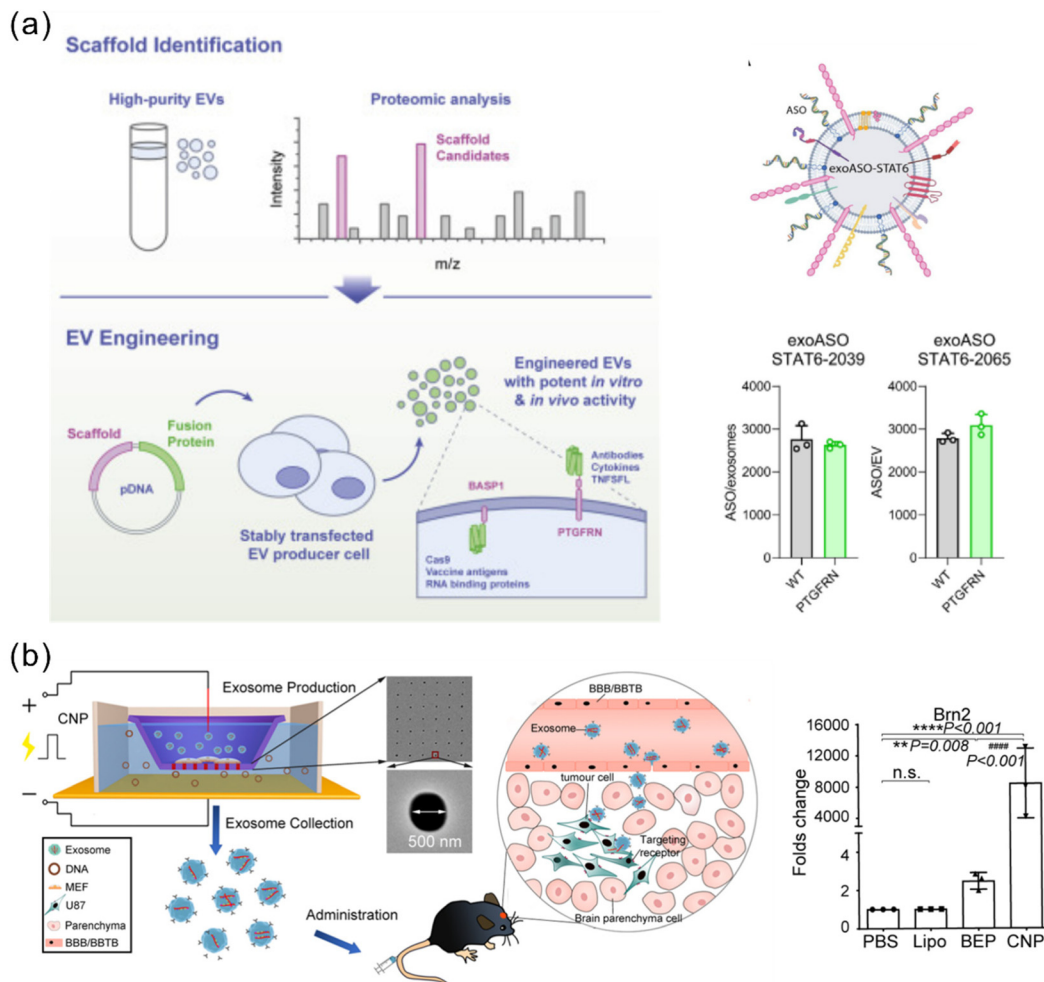 (a)
Scaffold Identification
High-purity EVs
Proteomic analysis
Scaffold
Candidates
Intensity
m/z
EV Engineering
Scaffold
Fusion
Protein
pDNA
Stably transfected
EV producer cell
Engineered EVs
with potent in vitro
& in vivo activity
Antibodies
Cytokines
TNFSFL
BASP1
PTGFRN
Cas9
Vaccine antigens
RNA binding proteins
ASO
exoASO-STAT6
exoASO
STAT6-2039
4000
3000
2000
1000
0
ASO/exosomes
WT
PTGFRN
exoASO
STAT6-2065
4000
3000
2000
1000
0
ASO/EV
WT
PTGFRN
(b)
+
CNP
−
Exosome Production
Exosome Collection
500 nm
Exosome
DNA
MEF
U87
Parenchyma
BBB/BBTB
Administration
BBB/BBTB
Exosome
tumour cell
Targeting
receptor
Brain parenchyma cell
Brn2
16000
12000
8000
4000
4
2
0
Folds change
****P<0.001
**P=0.008
####
P<0.001
n.s.
PBS
Lipo
BEP
CNP